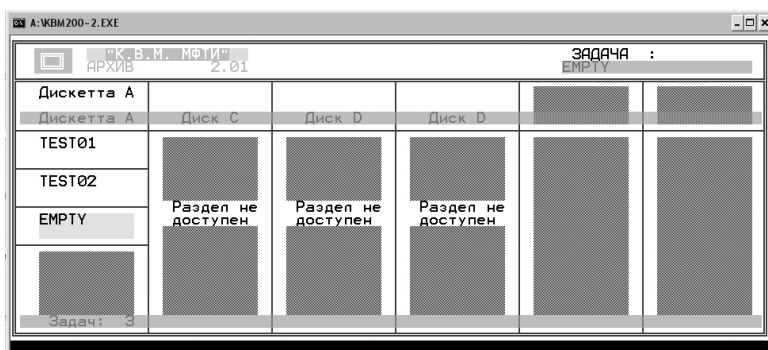 A:\KBM200-2.EXE
"К.В.М. МФТИ"
АРХИВ 2.01
ЗАДАЧА :
EMPTY
Дискетта A
Дискетта A Диск C Диск D Диск D
TEST01
TEST02
EMPTY
Раздел не Раздел не Раздел не
доступен доступен доступен
Задач: 3